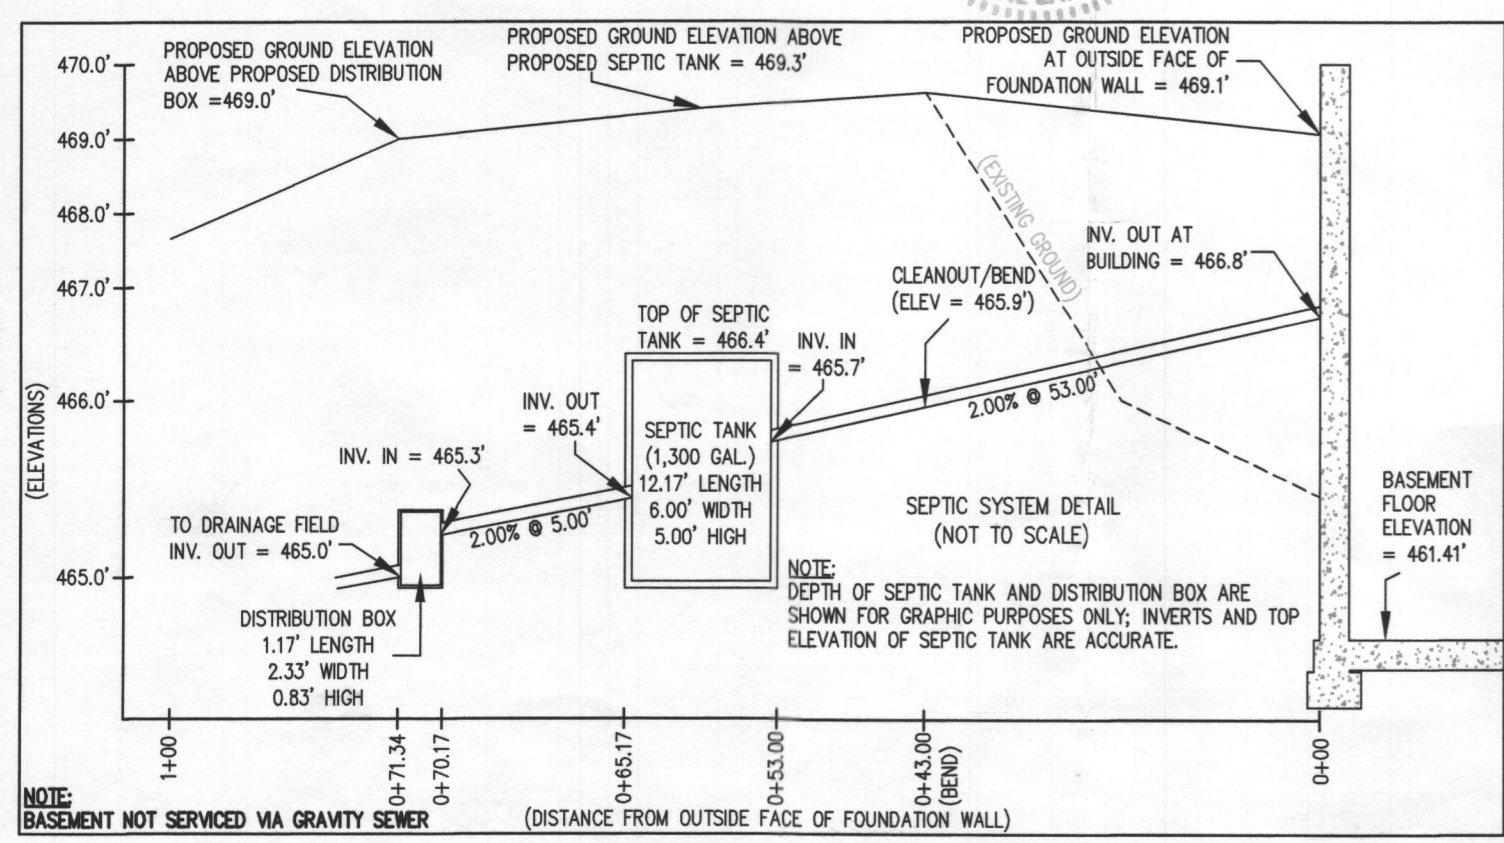 PROPOSED GROUND ELEVATION
ABOVE PROPOSED DISTRIBUTION
BOX =469.0'
PROPOSED GROUND ELEVATION ABOVE
PROPOSED SEPTIC TANK = 469.3'
PROPOSED GROUND ELEVATION
AT OUTSIDE FACE OF
FOUNDATION WALL = 469.1'
470.0'
469.0'
468.0'
467.0'
466.0'
465.0'
(ELEVATIONS)
(EXISTING GROUND)
INV. OUT AT
BUILDING = 466.8'
CLEANOUT/BEND
(ELEV = 465.9')
TOP OF SEPTIC
TANK = 466.4'
INV. IN
= 465.7'
2.00% @ 53.00'
INV. OUT
= 465.4'
SEPTIC TANK
(1,300 GAL.)
12.17' LENGTH
6.00' WIDTH
5.00' HIGH
INV. IN = 465.3'
2.00% @ 5.00'
TO DRAINAGE FIELD
INV. OUT = 465.0'
DISTRIBUTION BOX
1.17' LENGTH
2.33' WIDTH
0.83' HIGH
SEPTIC SYSTEM DETAIL
(NOT TO SCALE)
NOTE:
DEPTH OF SEPTIC TANK AND DISTRIBUTION BOX ARE
SHOWN FOR GRAPHIC PURPOSES ONLY; INVERTS AND TOP
ELEVATION OF SEPTIC TANK ARE ACCURATE.
BASEMENT
FLOOR
ELEVATION
= 461.41'
1+00
0+71.34
0+70.17
0+65.17
0+53.00
0+43.00
(BEND)
0+00
NOTE:
BASEMENT NOT SERVICED VIA GRAVITY SEWER
(DISTANCE FROM OUTSIDE FACE OF FOUNDATION WALL)